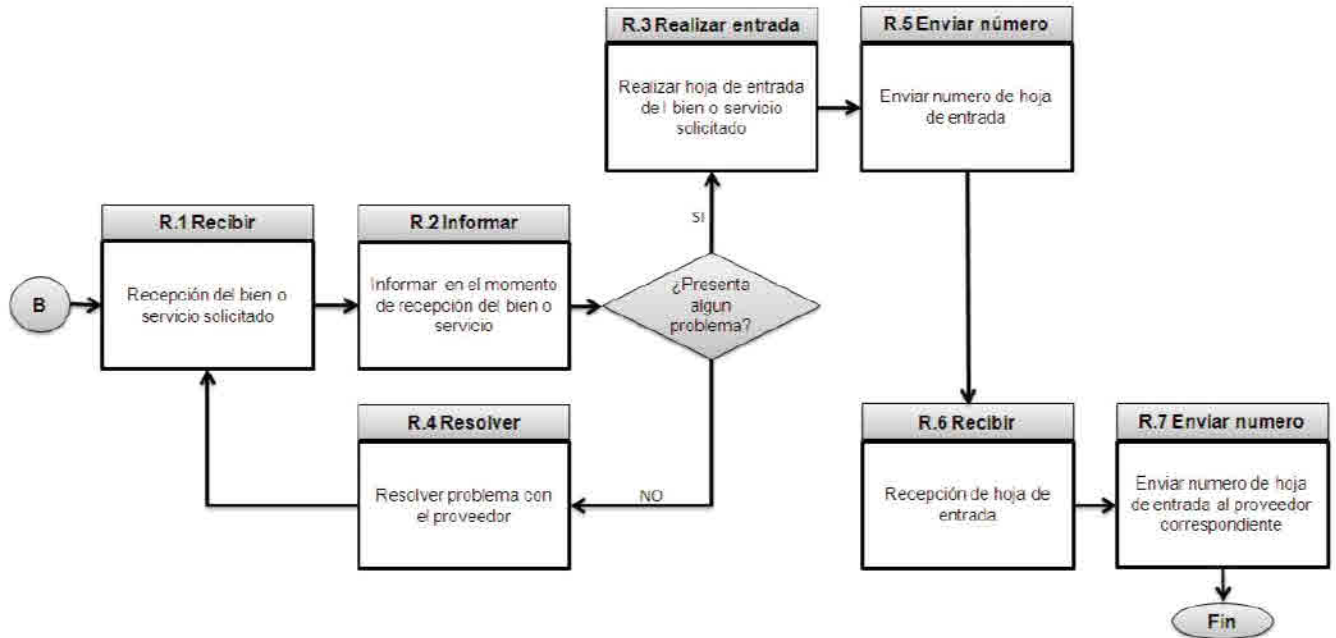 R.3 Realizar entrada
Realizar hoja de entrada
del bien o servicio
solicitado
R.5 Enviar número
Enviar numero de hoja
de entrada
SI
R.1 Recibir
Recepción del bien o
servicio solicitado
R.2 Informar
Informar en el momento
de recepción del bien o
servicio
B
¿Presenta
algun
problema?
R.4 Resolver
Resolver problema con
el proveedor
NO
R.6 Recibir
Recepción de hoja de
entrada
R.7 Enviar numero
Enviar numero de hoja
de entrada al proveedor
correspondiente
Fin